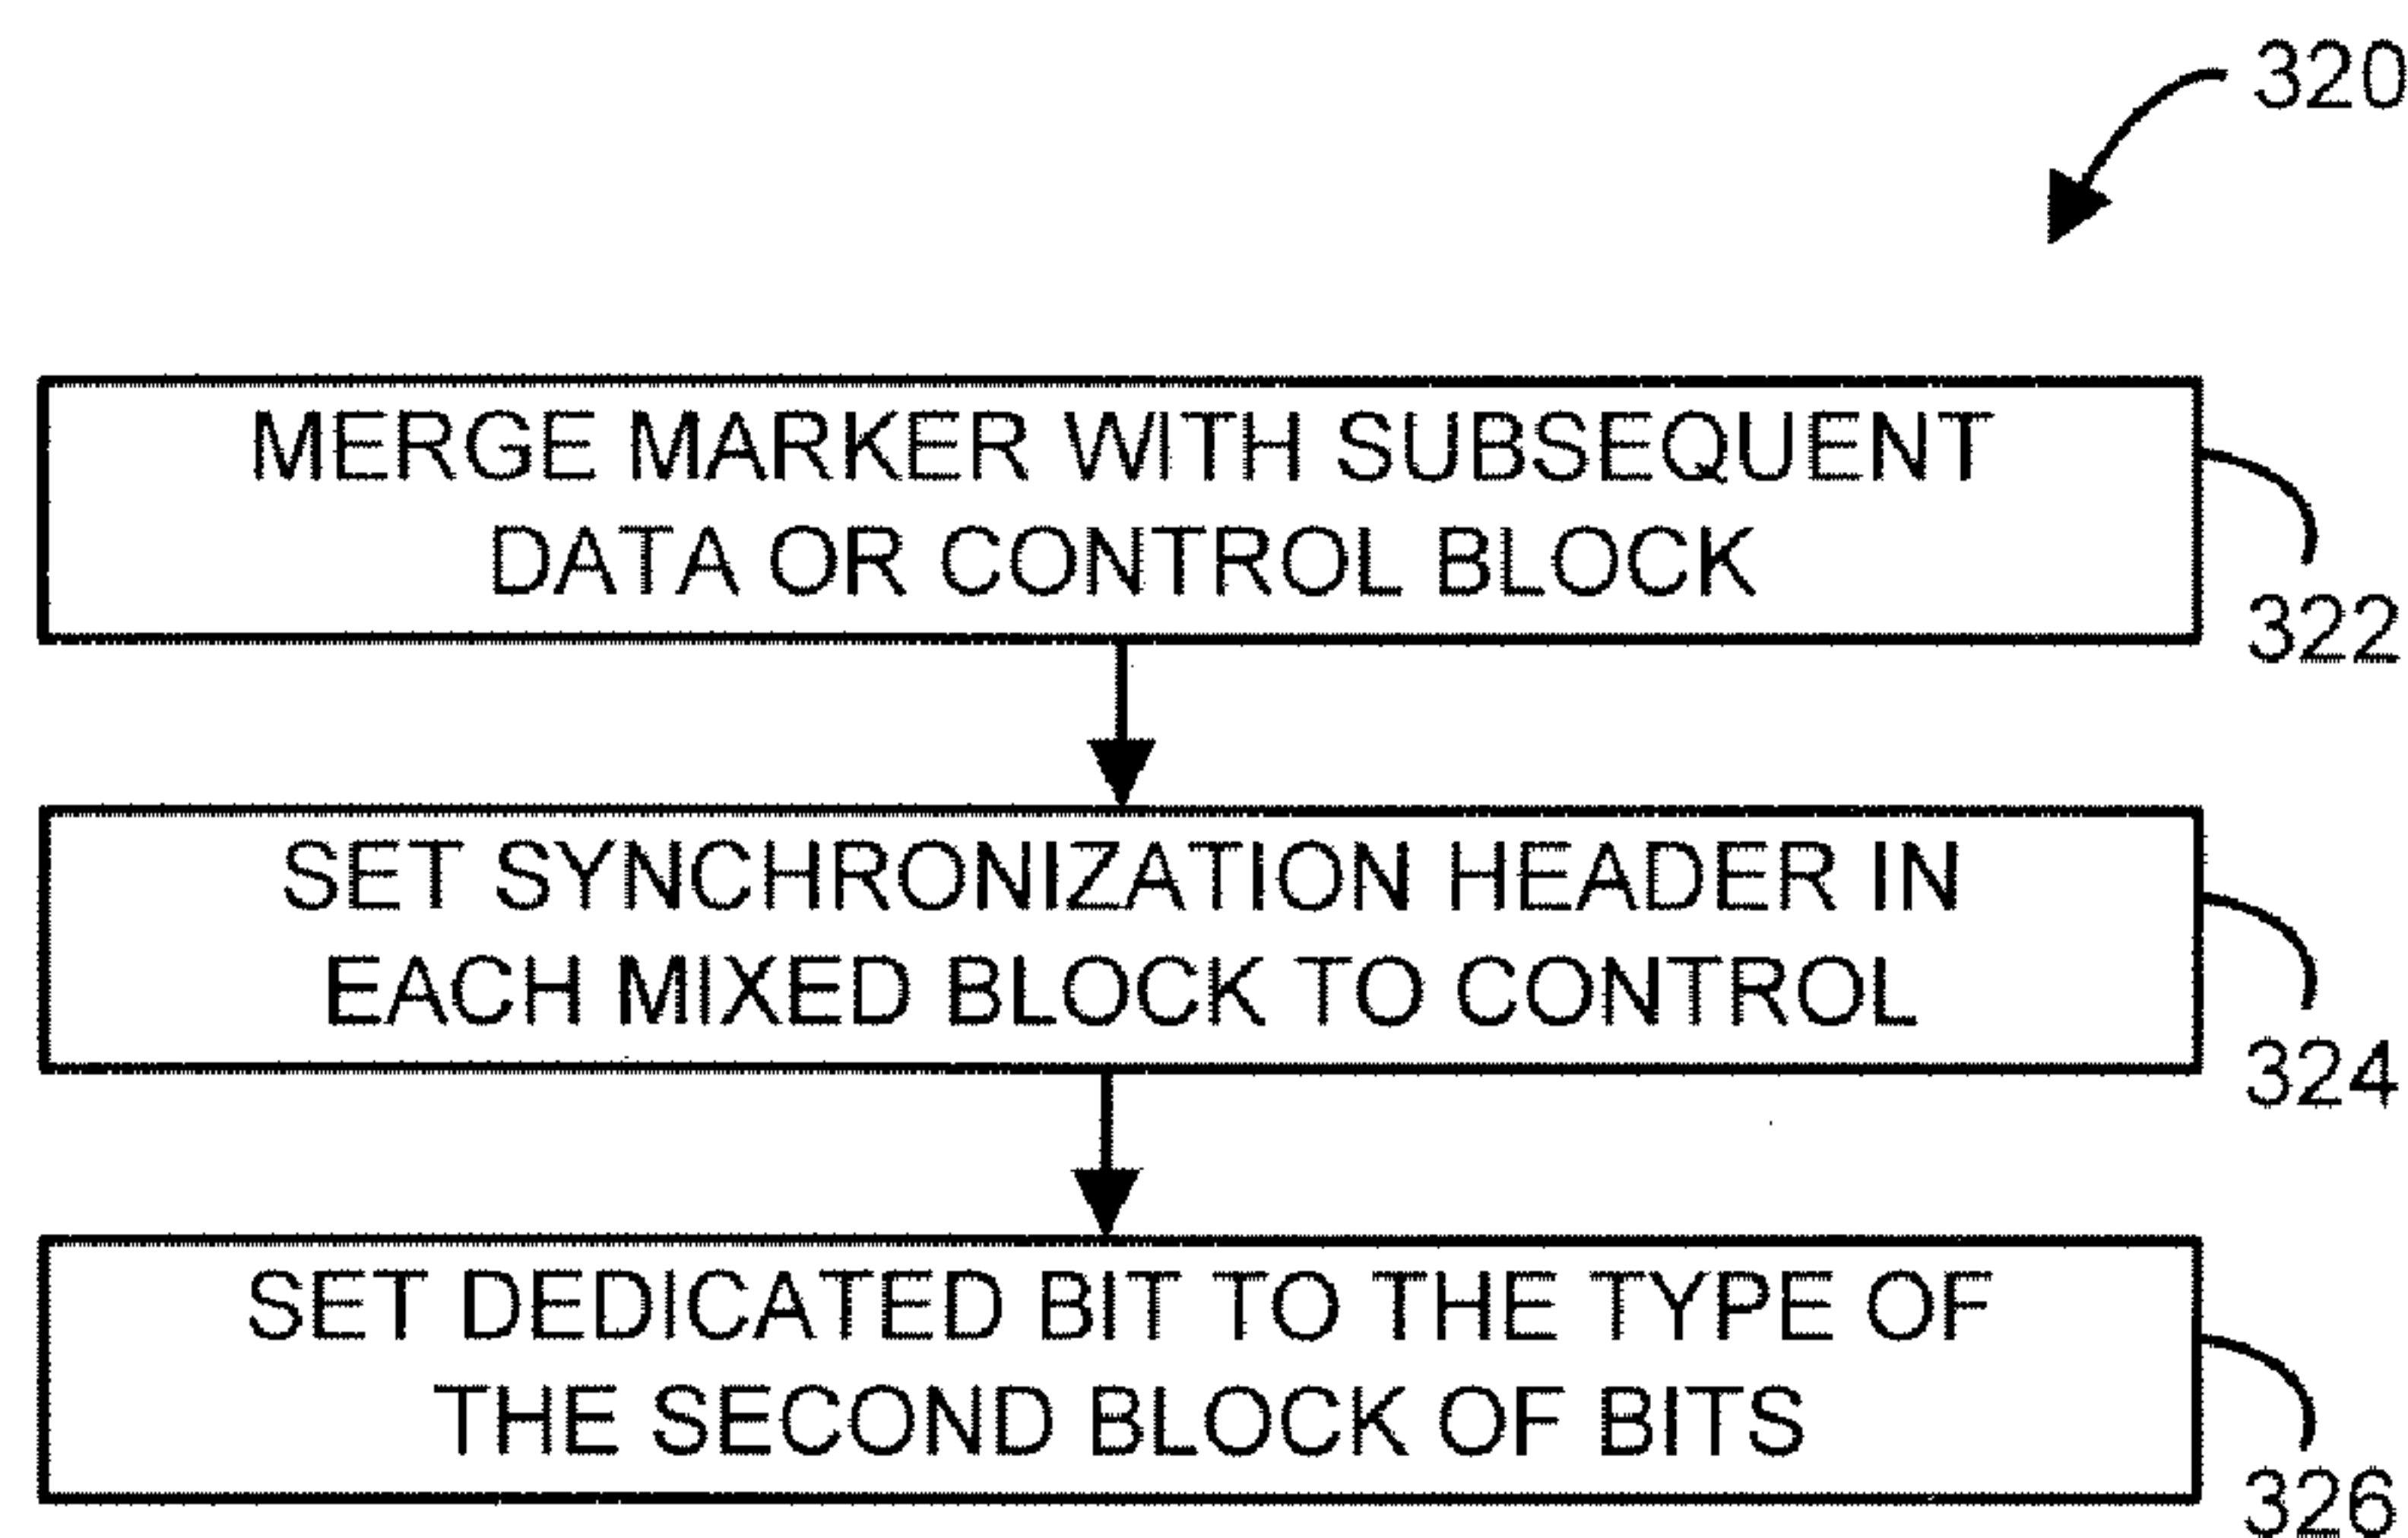 320
MERGE MARKER WITH SUBSEQUENT
DATA OR CONTROL BLOCK
322
SET SYNCHRONIZATION HEADER IN
EACH MIXED BLOCK TO CONTROL
324
SET DEDICATED BIT TO THE TYPE OF
THE SECOND BLOCK OF BITS
326